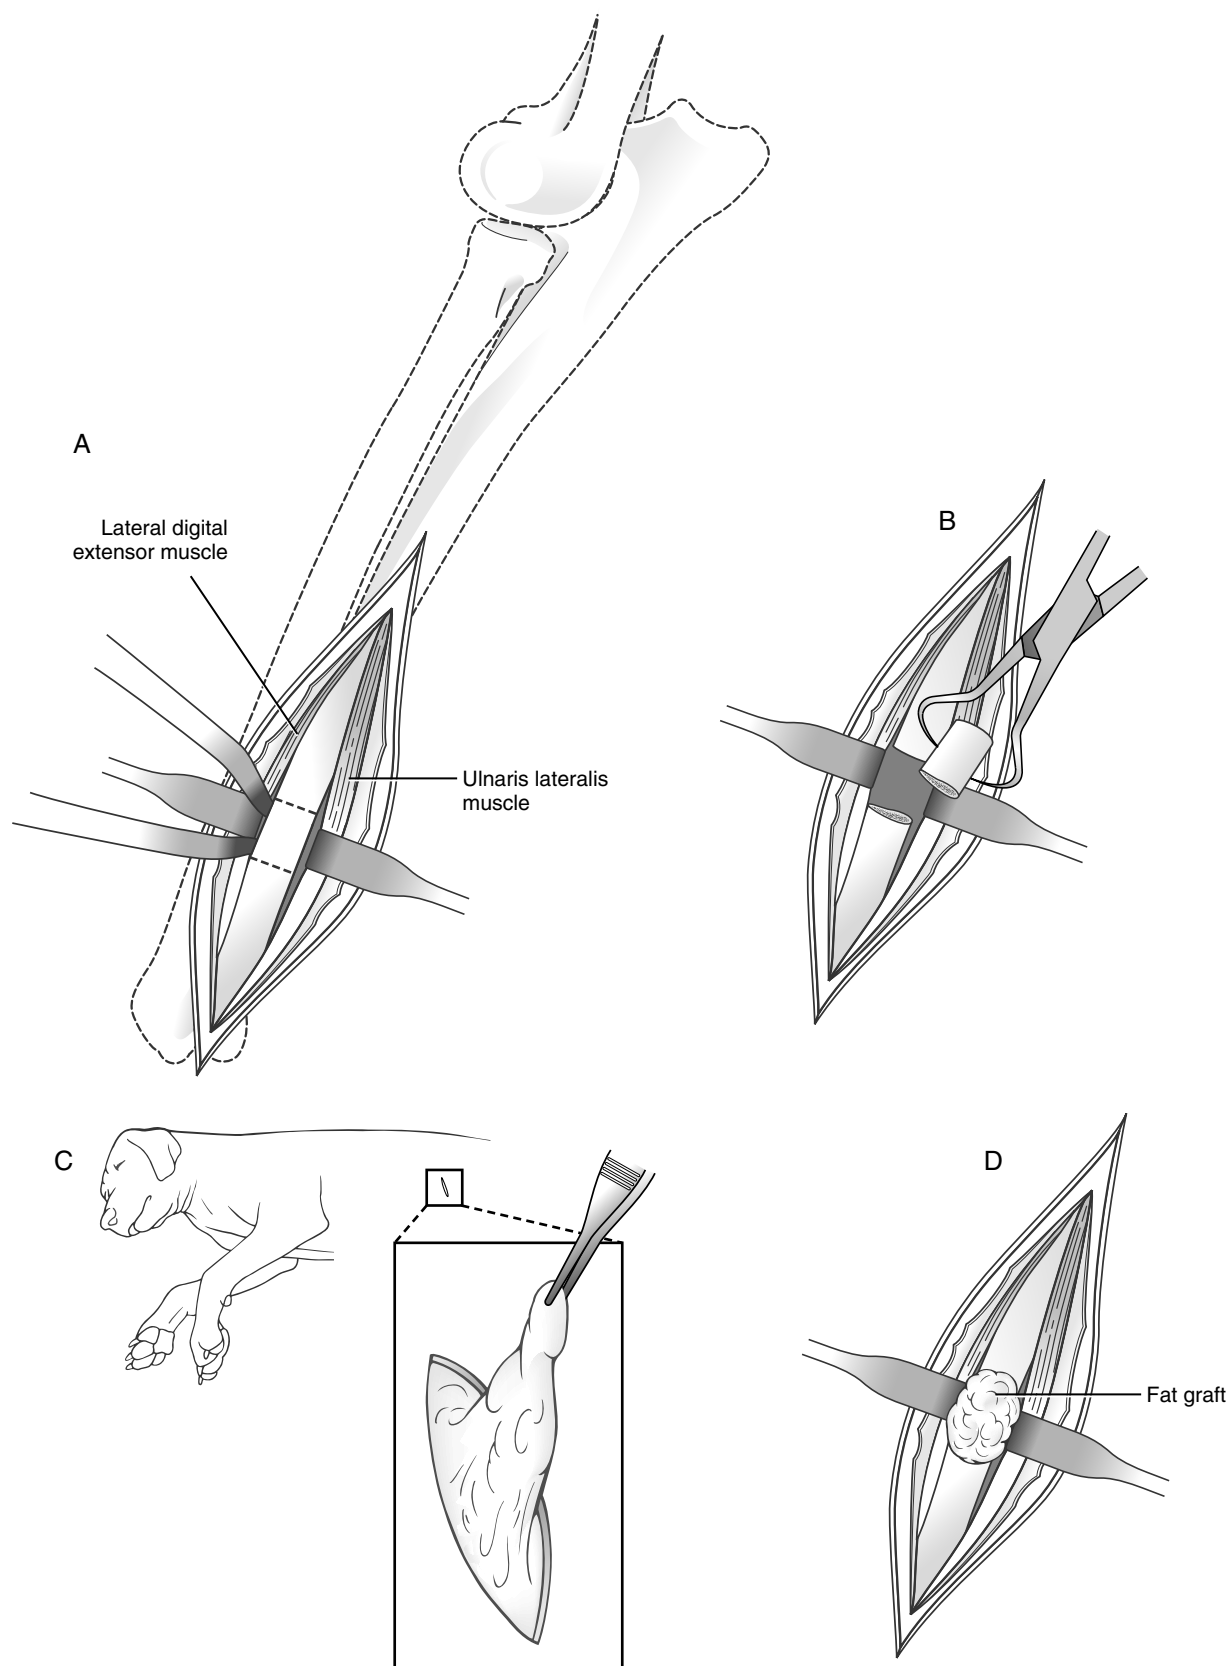 A
Lateral digital
extensor muscle
B
Ulnaris lateralis
muscle
C
D
Fat graft